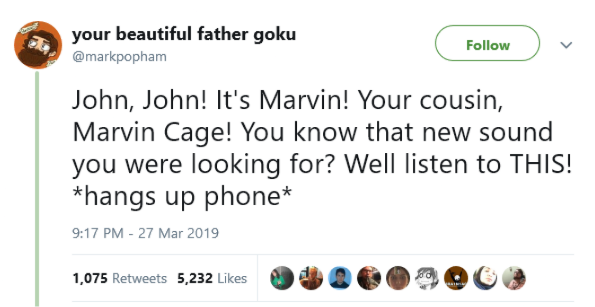 your beautiful father goku
@markpopham
Follow
John, John! It's Marvin! Your cousin,
Marvin Cage! You know that new sound
you were looking for? Well listen to THIS!
*hangs up phone*
9:17 PM - 27 Mar 2019
1,075 Retweets 5,232 Likes